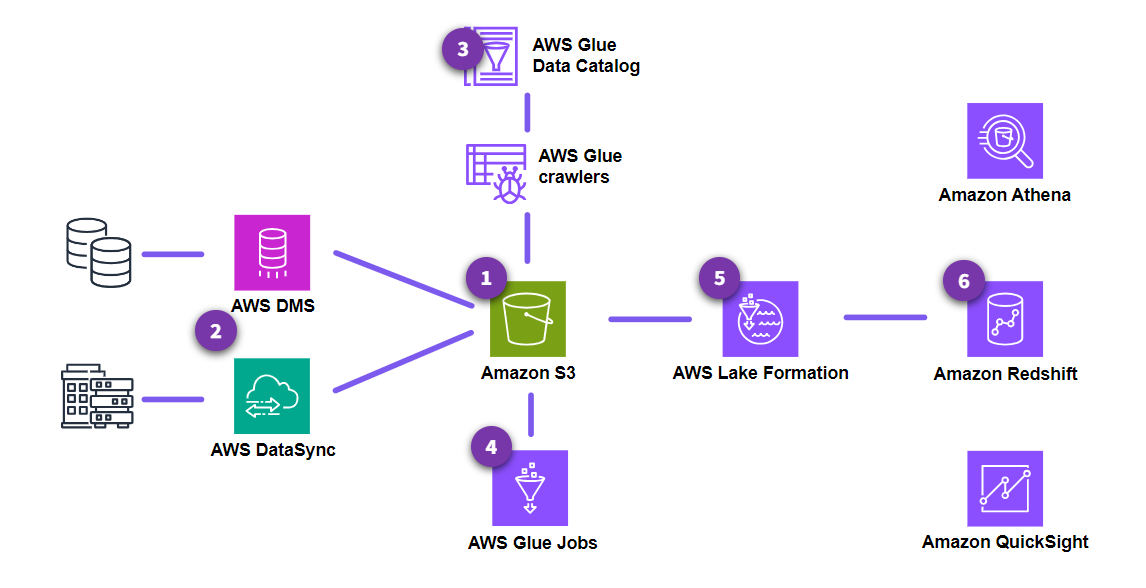 3
AWS Glue
Data Catalog
AWS Glue
crawlers
Amazon Athena
AWS DMS
1
5
6
2
Amazon S3
AWS Lake Formation
Amazon Redshift
AWS DataSync
4
AWS Glue Jobs
Amazon QuickSight